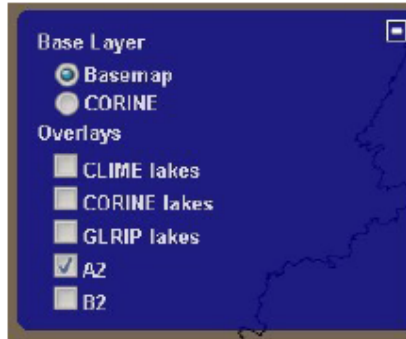 Base Layer
Basemap
CORINE
Overlays
CLIME lakes
CORINE lakes
GLRIP lakes
A2
B2